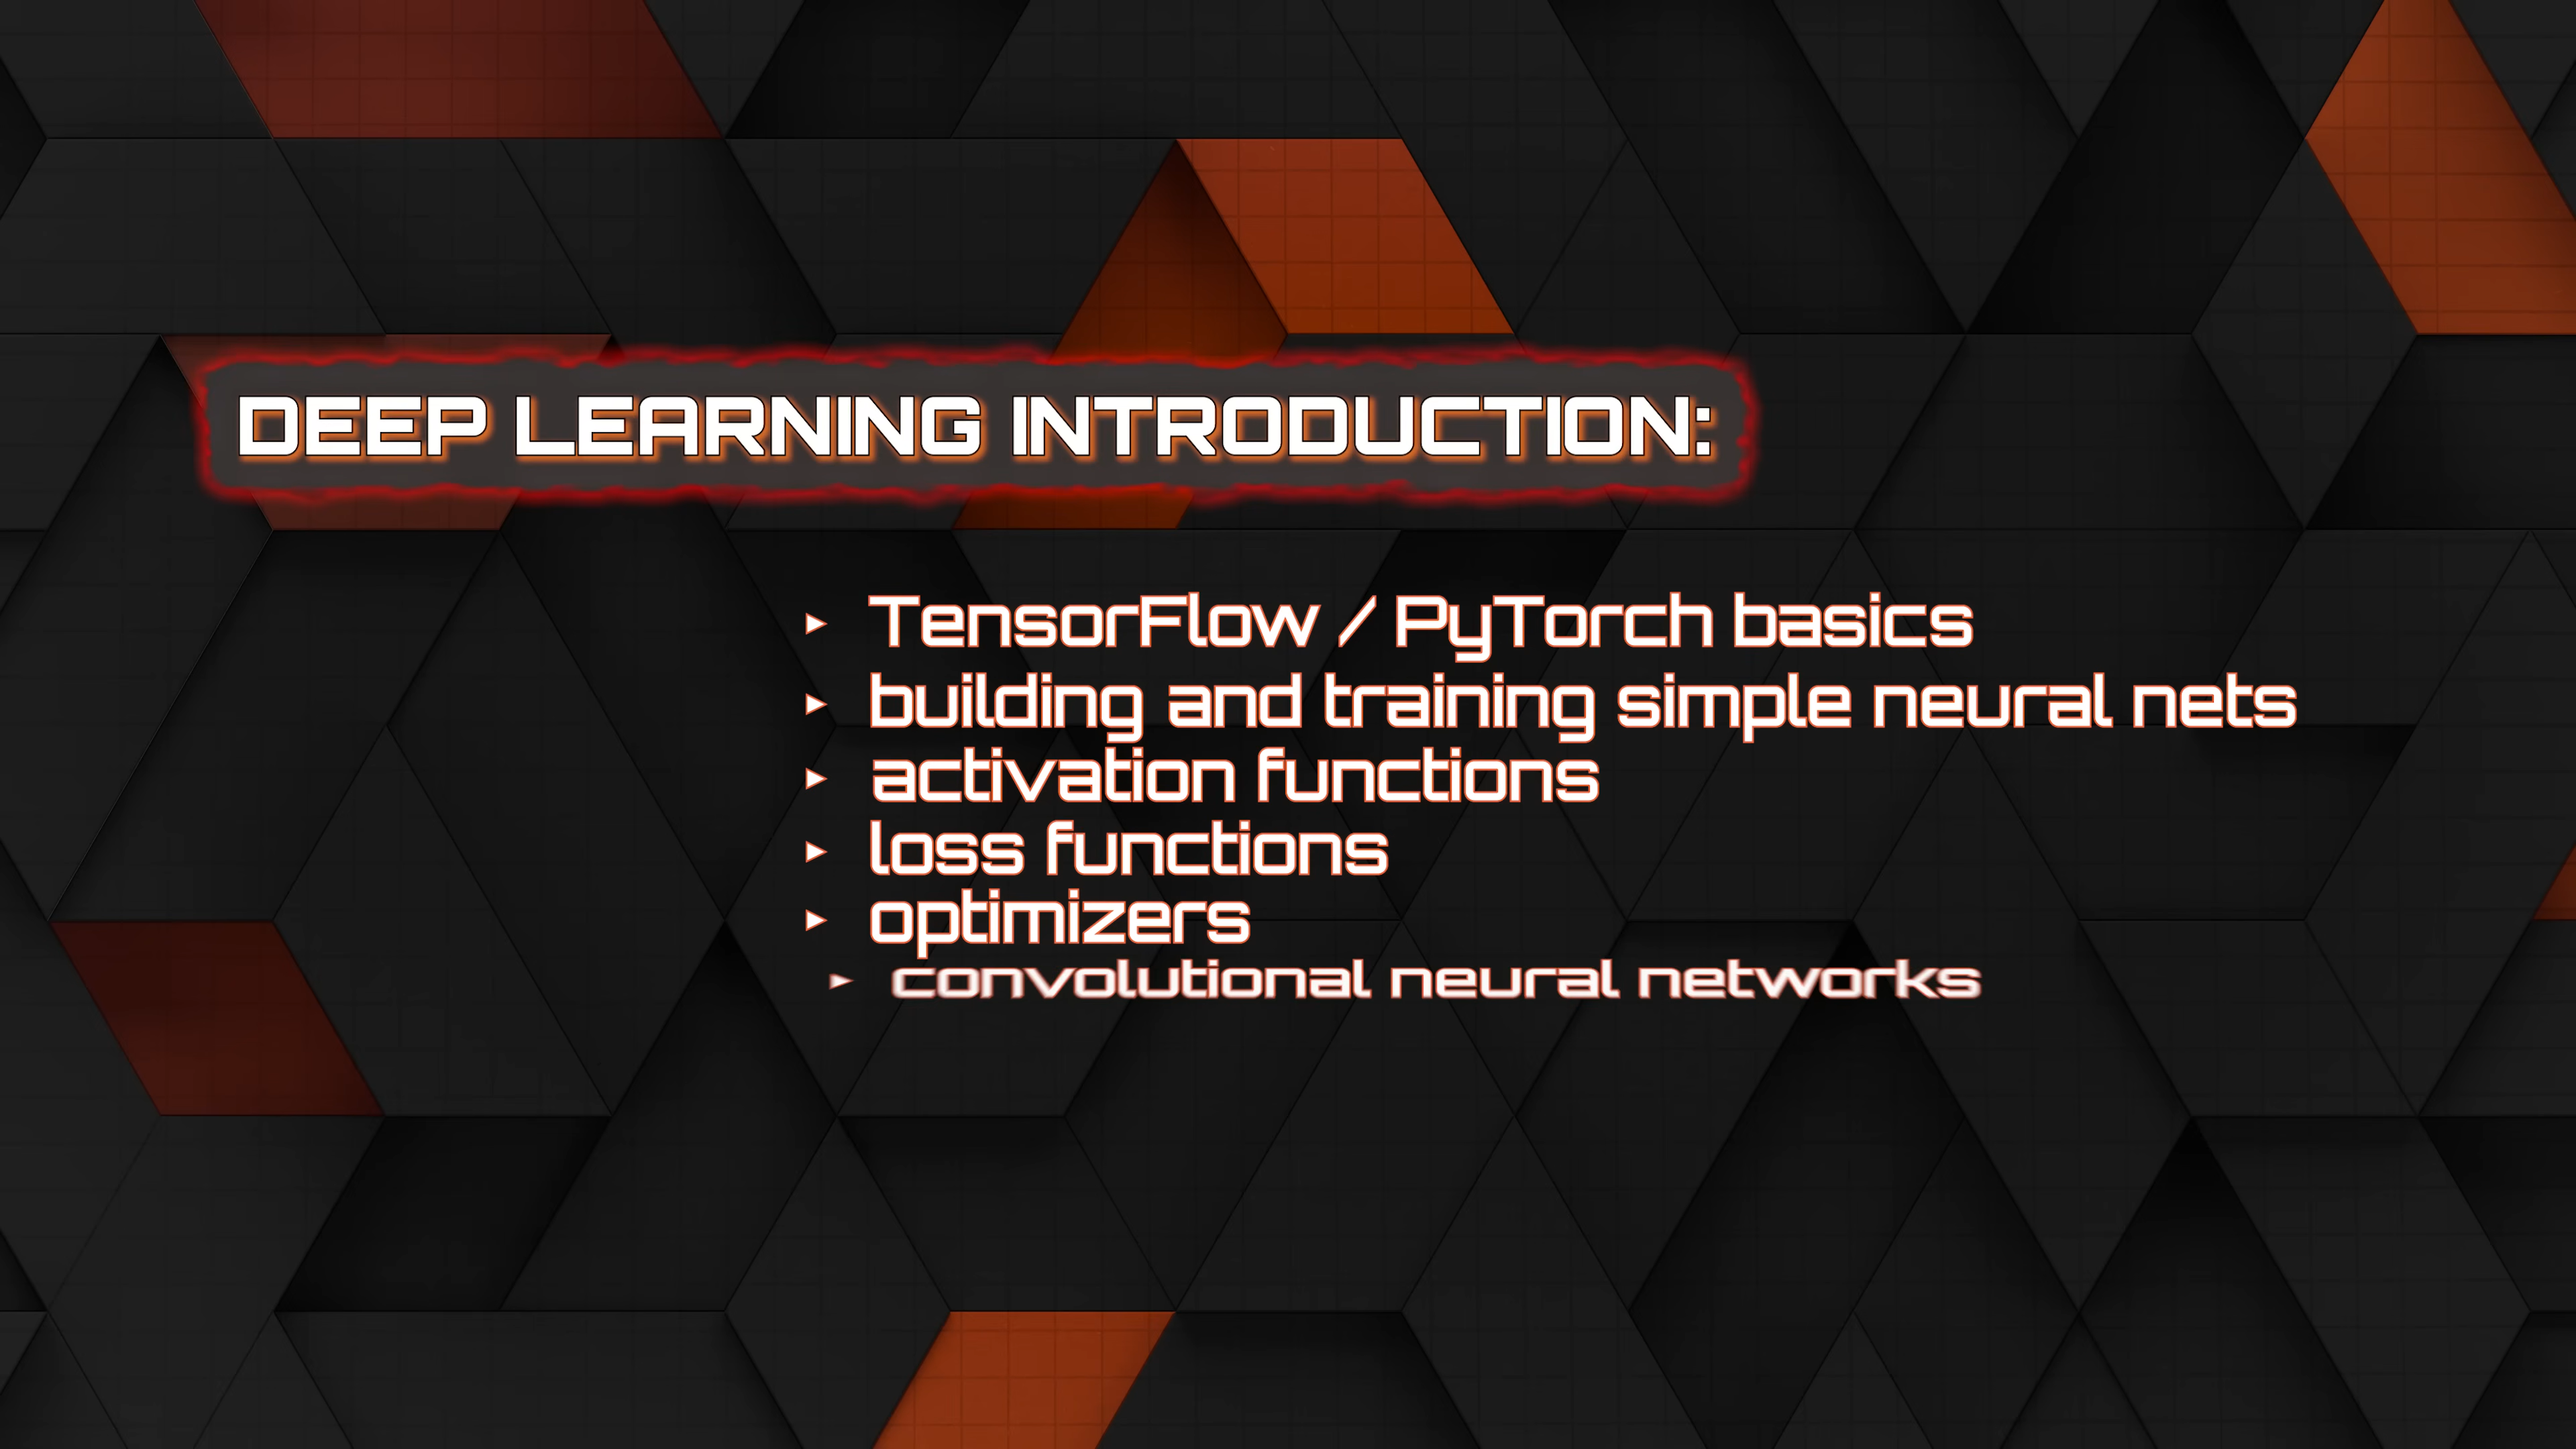 DEEP LEARNING INTRODUCTION:
▸ TensorFlow / PyTorch basics
▸ building and training simple neural nets
▸ activation functions
▸ loss functions
▸ optimizers
▸ convolutional neural networks